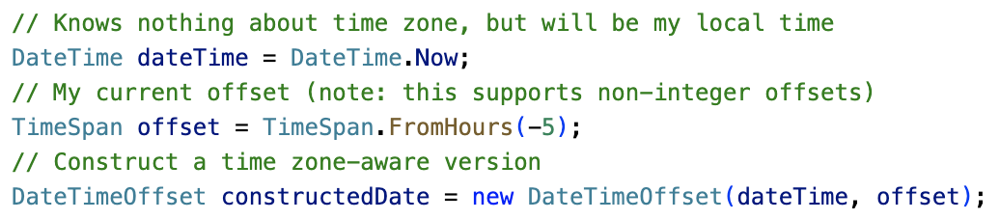 // Knows nothing about time zone, but will be my local time
DateTime dateTime = DateTime.Now;
// My current offset (note: this supports non-integer offsets)
TimeSpan offset = TimeSpan.FromHours(-5);
// Construct a time zone-aware version
DateTimeOffset constructedDate = new DateTimeOffset(dateTime, offset);